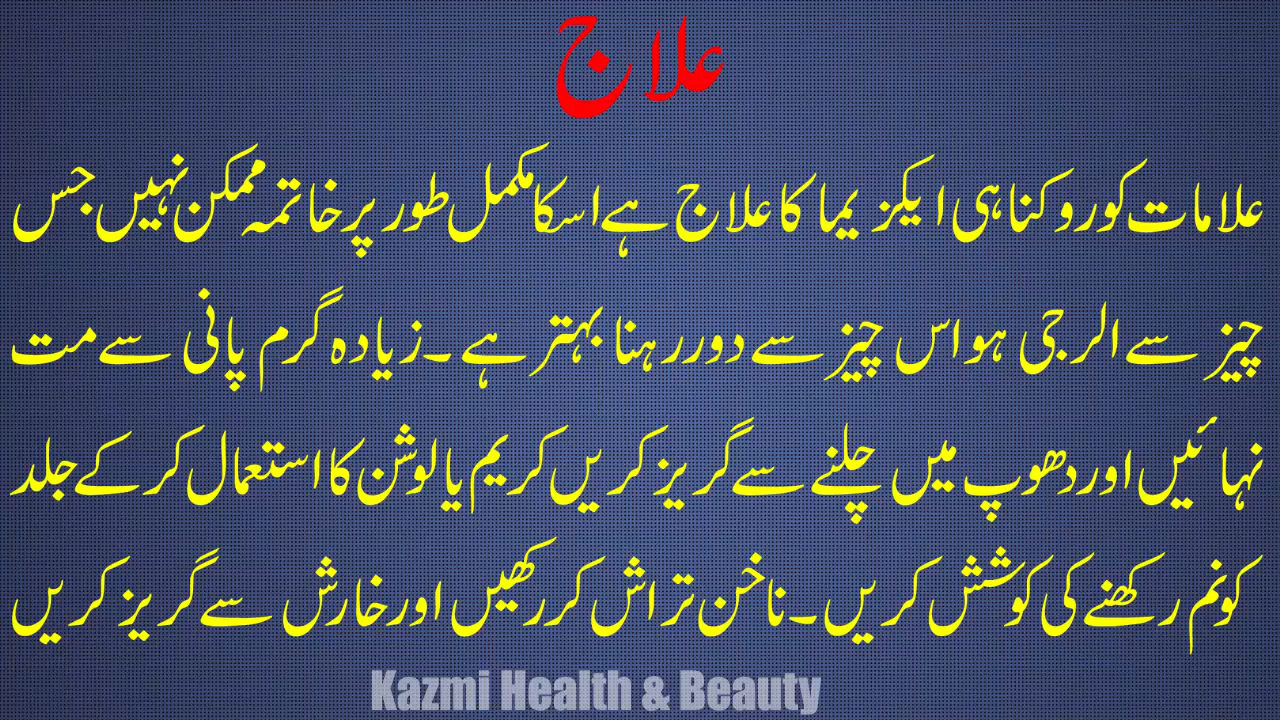 علاج
علامات کو روکنا ہی ایکزیما کا علاج ہے اسکا مکمل طور پر خاتمہ ممکن نہیں جس
چیز سے الرجی ہو اس چیز سے دور رہنا بہتر ہے ۔ زیادہ گرم پانی سے مت
نہائیں اور دھوپ میں چلنے سے گریز کریں کریم یا لوشن کا استعمال کر کے جلد
کو نم رکھنے کی کوشش کریں ۔ ناخن تراش کر رکھیں اور خارش سے گریز کریں
Kazmi Health & Beauty